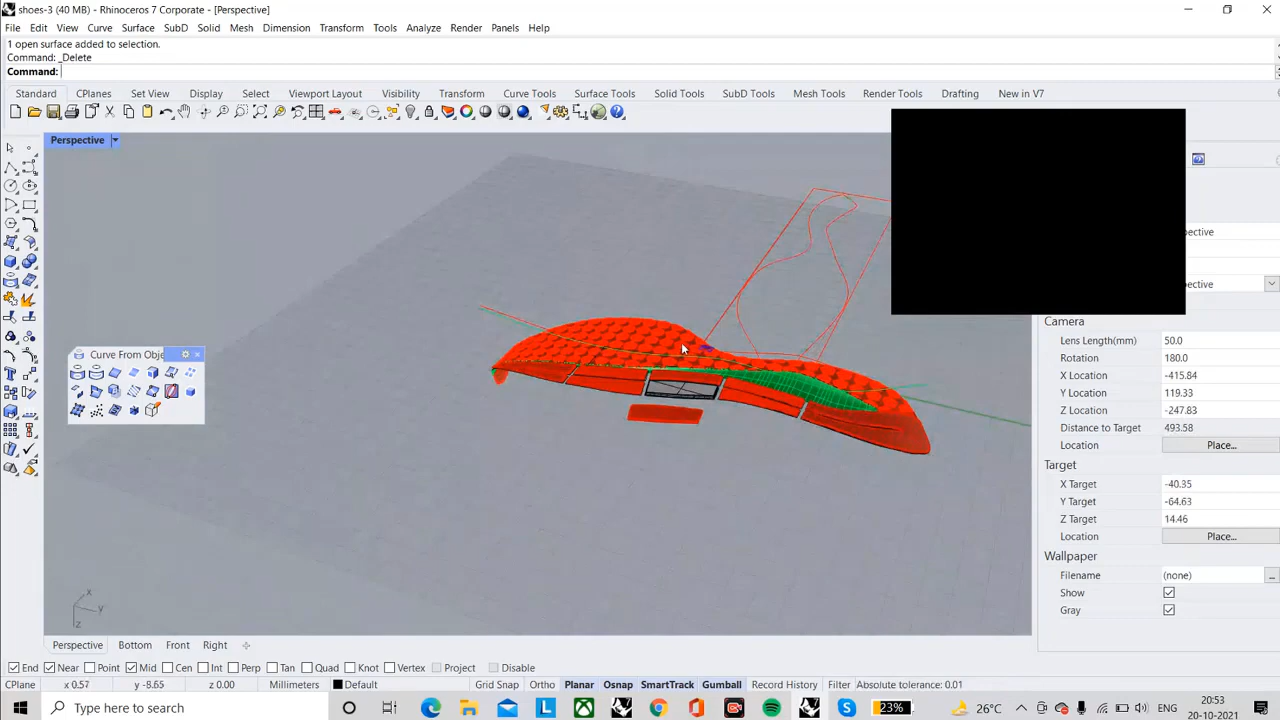 shoes-3 (40 MB) - Rhinoceros 7 Corporate - [Perspective]
File Edit View Curve Surface SubD Solid Mesh Dimension Transform Tools Analyze Render Panels Help
1 open surface added to selection.
Command: _Delete
Command:
Standard CPlanes Set View Display Select Viewport Layout Visibility Transform Curve Tools Surface Tools Solid Tools SubD Tools Mesh Tools Render Tools Drafting New in V7
Perspective
spective
spective
Camera
Lens Length(mm) 50.0
Rotation 180.0
X Location -415.84
Y Location 119.33
Z Location -247.83
Distance to Target 493.58
Location Place...
Target
X Target -40.35
Y Target -64.63
Z Target 14.46
Location Place...
Wallpaper
Filename (none) ...
Show
Gray
Curve From Obje
x
y
z
Perspective Bottom Front Right
End Near Point Mid Cen Int Perp Tan Quad Knot Vertex Project Disable
CPlane x 0.57 y -8.65 z 0.00 Millimeters Default Grid Snap Ortho Planar Osnap SmartTrack Gumball Record History Filter Absolute tolerance: 0.01
Type here to search 23% 26°C ENG 20:53
20-10-2021